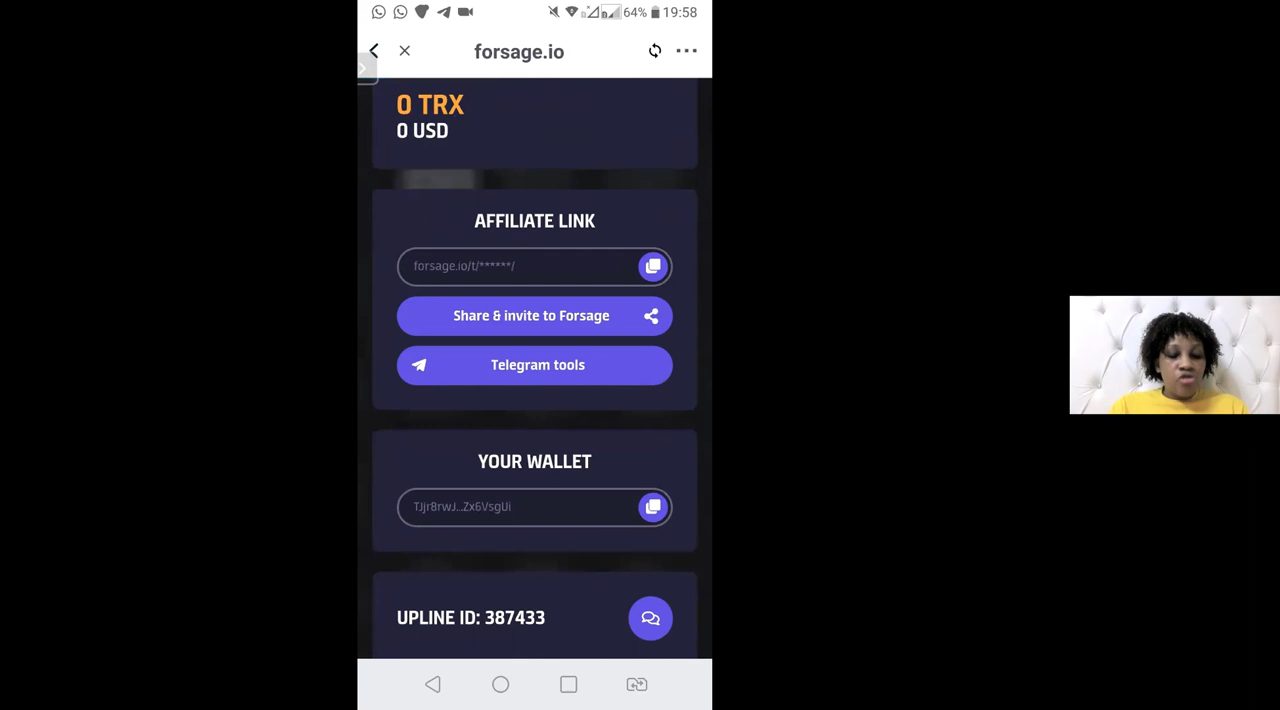 64% 19:58
forsage.io
0 TRX
0 USD
AFFILIATE LINK
forsage.io/t/******/
Share & invite to Forsage
Telegram tools
YOUR WALLET
TJjr8rwJ...Zx6VsgUi
UPLINE ID: 387433